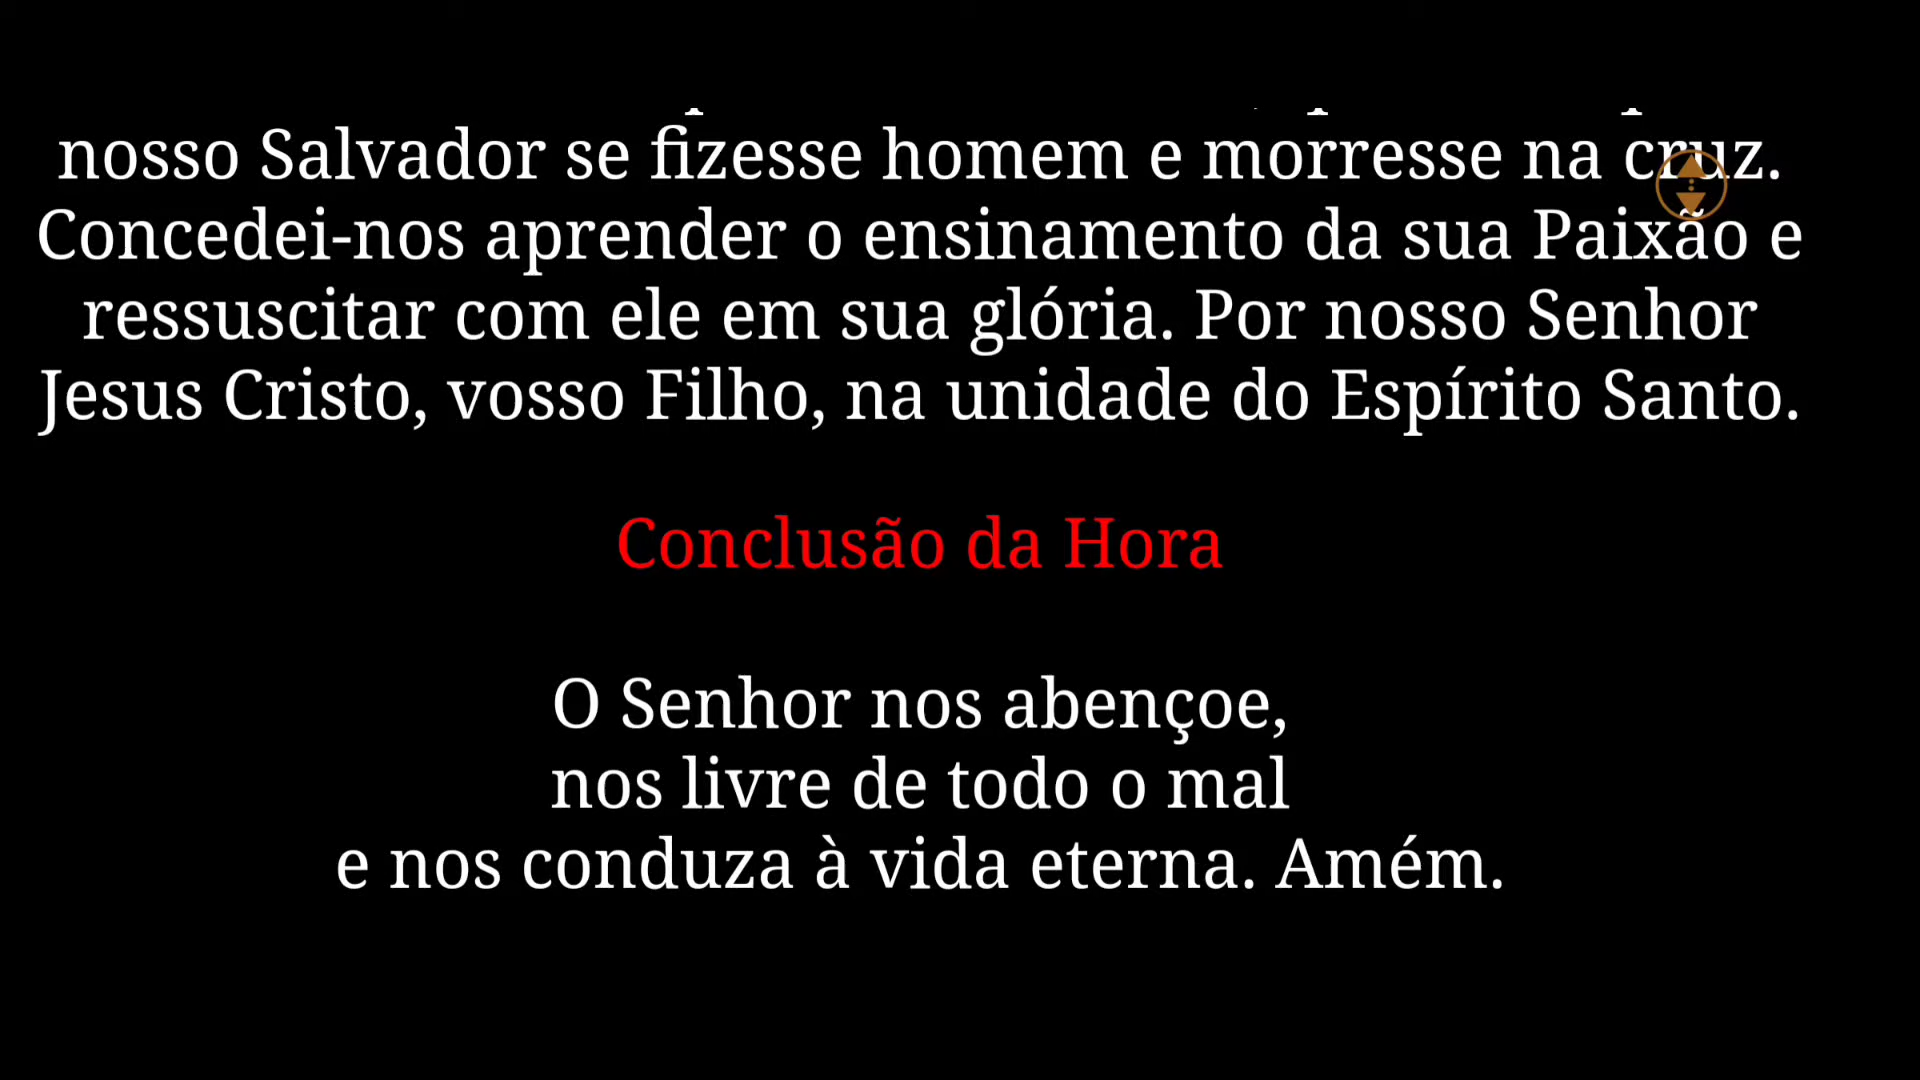 nosso Salvador se fizesse homem e morresse na cruz.
Concedei-nos aprender o ensinamento da sua Paixão e
ressuscitar com ele em sua glória. Por nosso Senhor
Jesus Cristo, vosso Filho, na unidade do Espírito Santo.
Conclusão da Hora
O Senhor nos abençoe,
nos livre de todo o mal
e nos conduza à vida eterna. Amém.